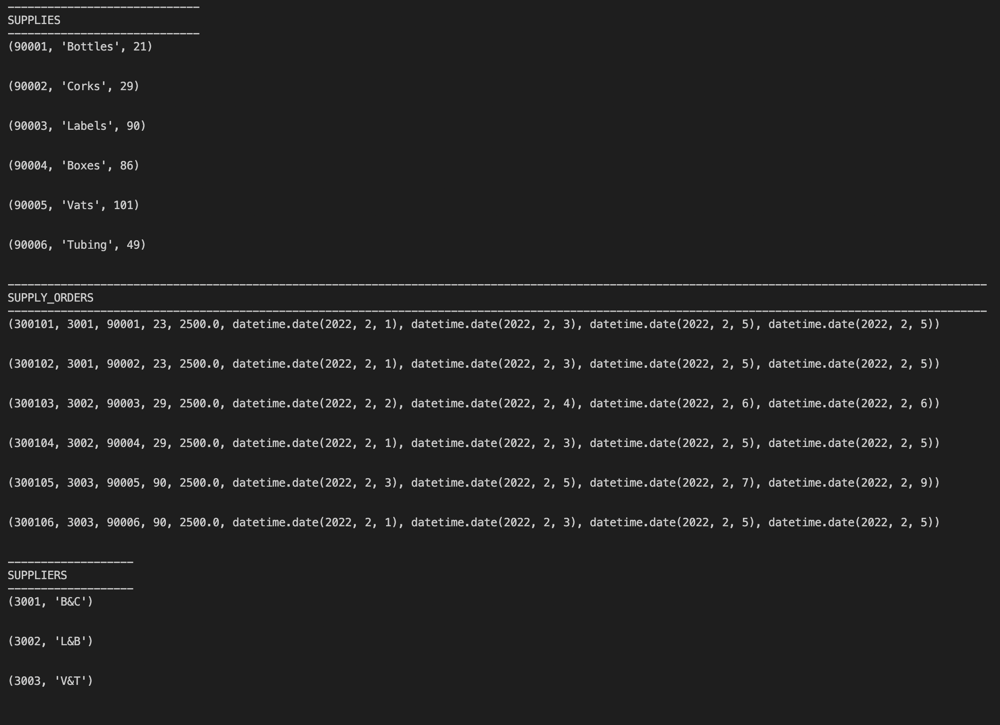 -----------------------------
SUPPLIES
-----------------------------
(90001, 'Bottles', 21)
(90002, 'Corks', 29)
(90003, 'Labels', 90)
(90004, 'Boxes', 86)
(90005, 'Vats', 101)
(90006, 'Tubing', 49)
----------------------------------------------------------------------------------------------------------------------------------------------------
SUPPLY_ORDERS
----------------------------------------------------------------------------------------------------------------------------------------------------
(300101, 3001, 90001, 23, 2500.0, datetime.date(2022, 2, 1), datetime.date(2022, 2, 3), datetime.date(2022, 2, 5), datetime.date(2022, 2, 5))
(300102, 3001, 90002, 23, 2500.0, datetime.date(2022, 2, 1), datetime.date(2022, 2, 3), datetime.date(2022, 2, 5), datetime.date(2022, 2, 5))
(300103, 3002, 90003, 29, 2500.0, datetime.date(2022, 2, 2), datetime.date(2022, 2, 4), datetime.date(2022, 2, 6), datetime.date(2022, 2, 6))
(300104, 3002, 90004, 29, 2500.0, datetime.date(2022, 2, 1), datetime.date(2022, 2, 3), datetime.date(2022, 2, 5), datetime.date(2022, 2, 5))
(300105, 3003, 90005, 90, 2500.0, datetime.date(2022, 2, 3), datetime.date(2022, 2, 5), datetime.date(2022, 2, 7), datetime.date(2022, 2, 9))
(300106, 3003, 90006, 90, 2500.0, datetime.date(2022, 2, 1), datetime.date(2022, 2, 3), datetime.date(2022, 2, 5), datetime.date(2022, 2, 5))
-------------------
SUPPLIERS
-------------------
(3001, 'B&C')
(3002, 'L&B')
(3003, 'V&T')